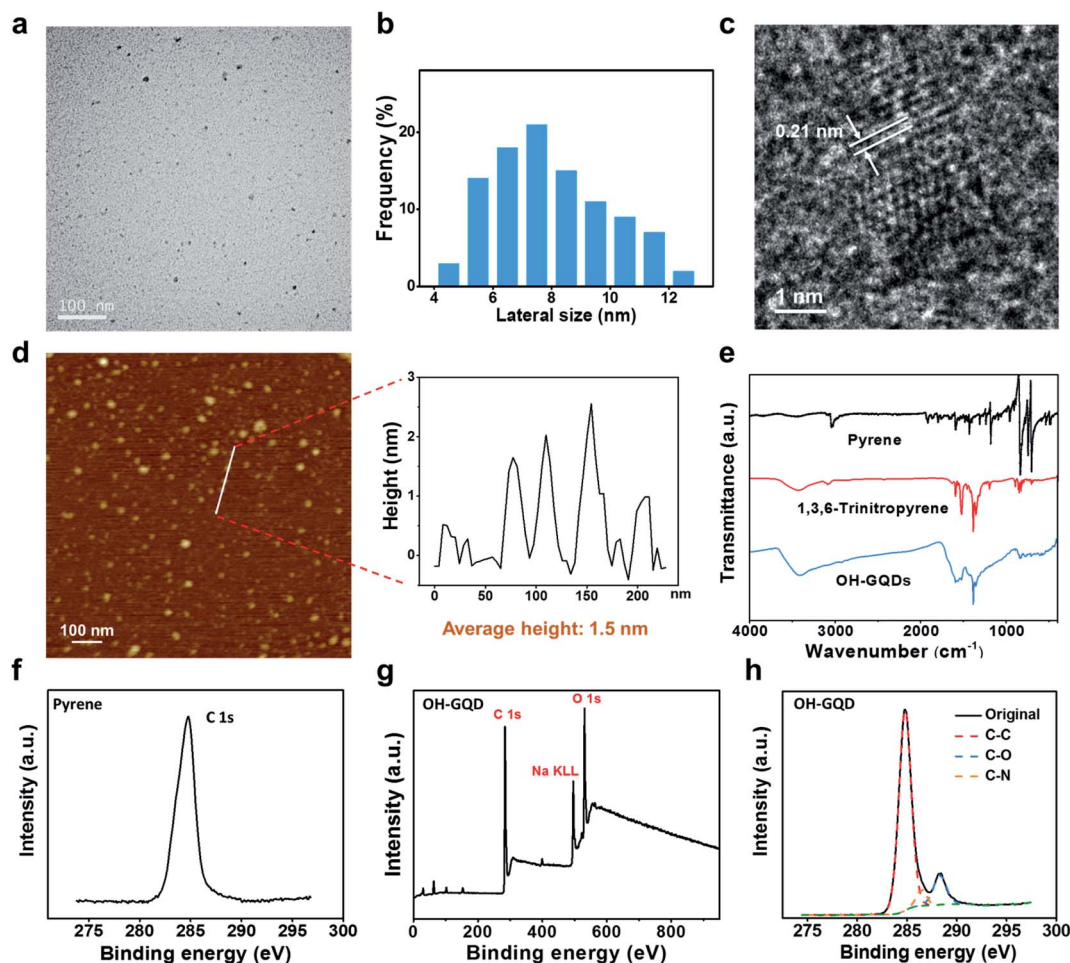 a
100 nm
b
Frequency (%)
20
10
0
4 6 8 10 12
Lateral size (nm)
c
0.21 nm
1 nm
d
100 nm
Height (nm)
3
2
1
0
0 50 100 150 200 nm
Average height: 1.5 nm
e
Transmittance (a.u.)
Pyrene
1,3,6-Trinitropyrene
OH-GQDs
4000 3000 2000 1000
Wavenumber (cm⁻¹)
f
Pyrene
C 1s
Intensity (a.u.)
275 280 285 290 295 300
Binding energy (eV)
g
OH-GQD
C 1s
O 1s
Na KLL
Intensity (a.u.)
0 200 400 600 800
Binding energy (eV)
h
OH-GQD
Original
C-C
C-O
C-N
Intensity (a.u.)
275 280 285 290 295 300
Binding energy (eV)